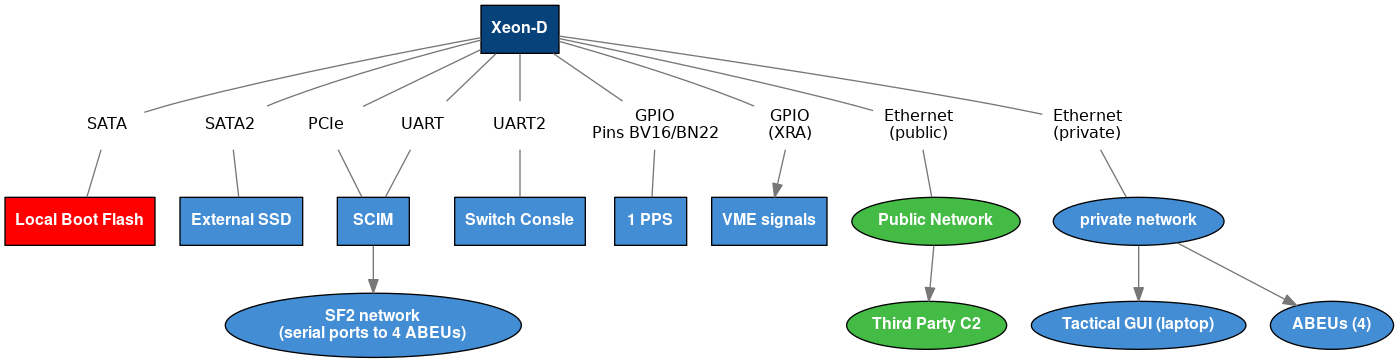 Xeon-D
SATA
SATA2
PCIe
UART
UART2
GPIO
Pins BV16/BN22
GPIO
(XRA)
Ethernet
(public)
Ethernet
(private)
Local Boot Flash
External SSD
SCIM
Switch Consle
1 PPS
VME signals
Public Network
private network
SF2 network
(serial ports to 4 ABEUs)
Third Party C2
Tactical GUI (laptop)
ABEUs (4)